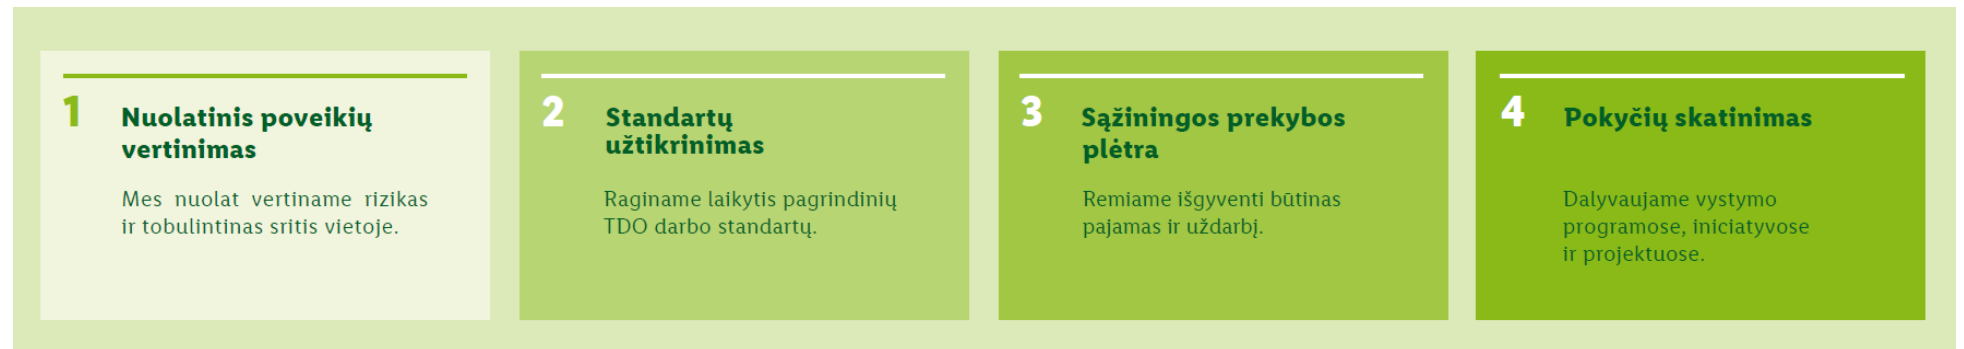 1
Nuolatinis poveikių
vertinimas
Mes nuolat vertiname rizikas
ir tobulintinas sritis vietoje.
2
Standartų
užtikrinimas
Raginame laikytis pagrindinių
TDO darbo standartų.
3
Sąžiningos prekybos
plėtra
Remiame išgyventi būtinas
pajamas ir uždarbį.
4
Pokyčių skatinimas
Dalyvaujame vystymo
programose, iniciatyvose
ir projektuose.